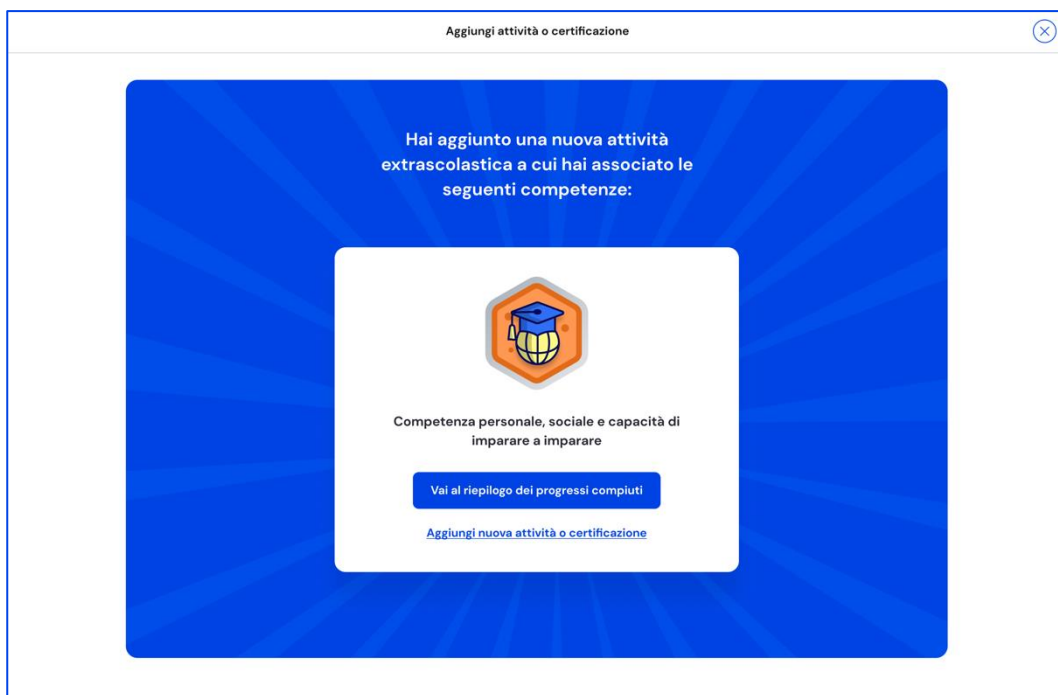 Aggiungi attività o certificazione
Hai aggiunto una nuova attività
extrascolastica a cui hai associato le
seguenti competenze:
Competenza personale, sociale e capacità di
imparare a imparare
Vai al riepilogo dei progressi compiuti
Aggiungi nuova attività o certificazione